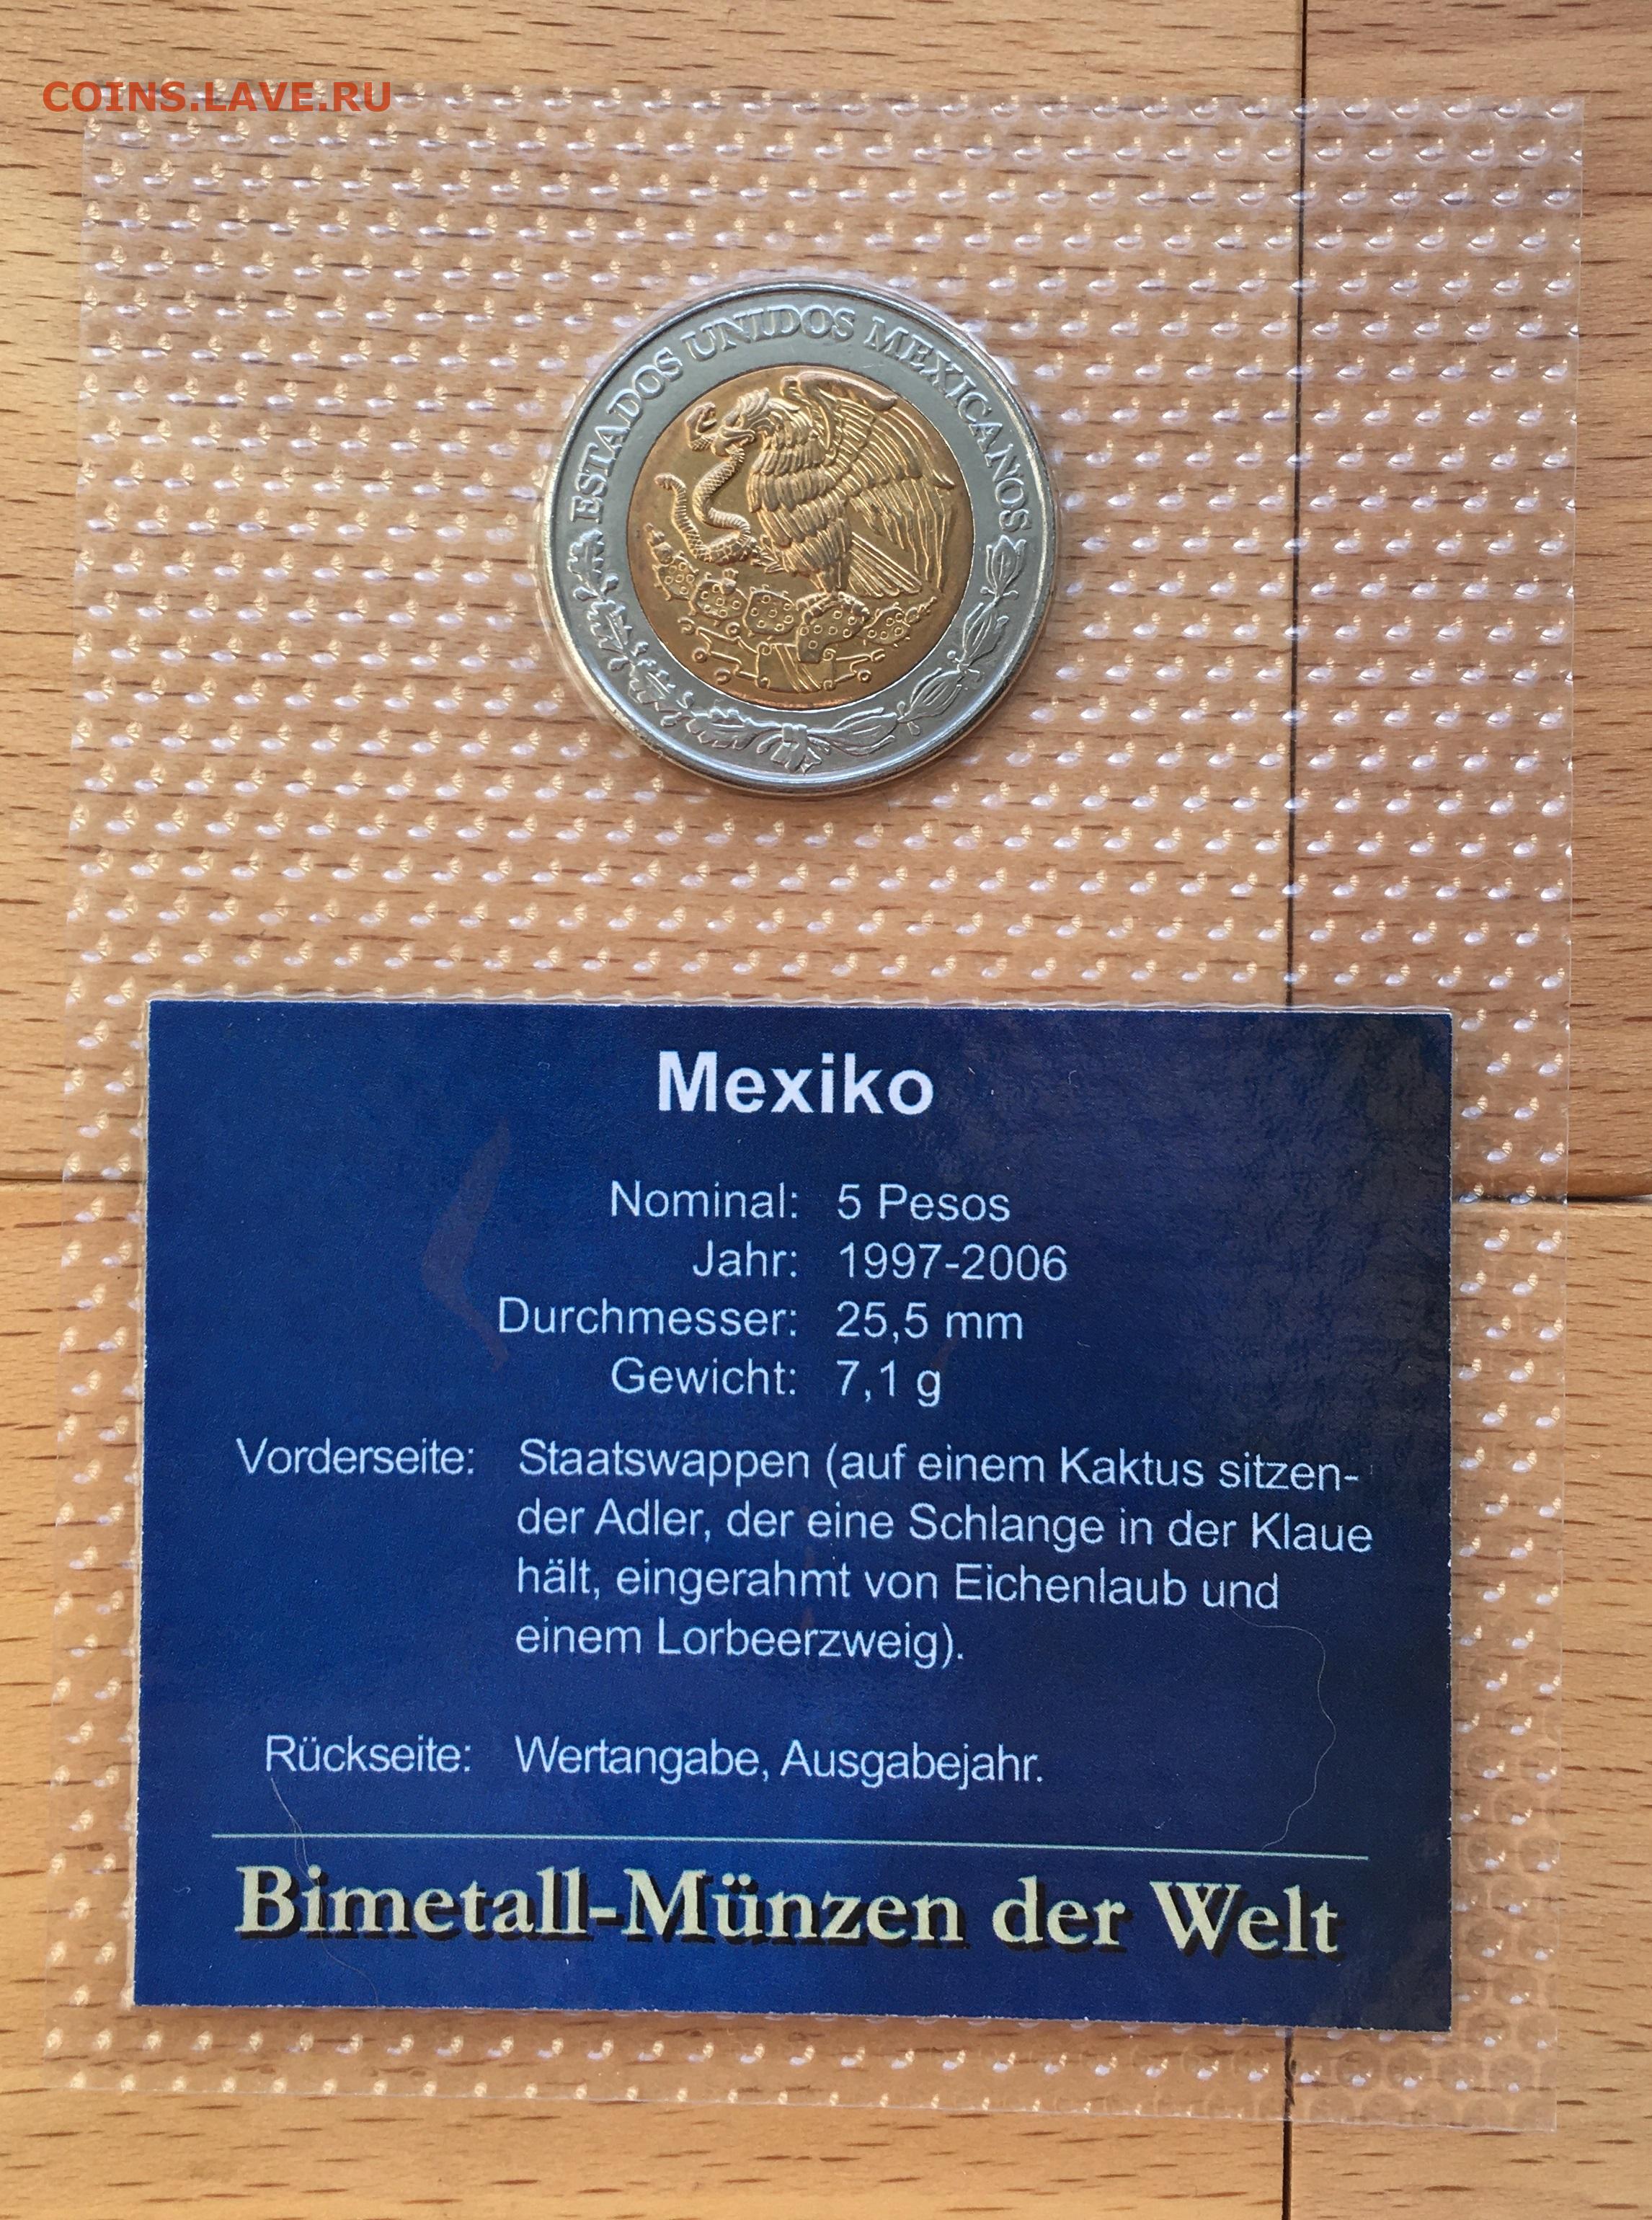 COINS.LAVE.RU
ESTADOS UNIDOS MEXICANOS
Mexiko
Nominal: 5 Pesos
Jahr: 1997-2006
Durchmesser: 25,5 mm
Gewicht: 7,1 g
Vorderseite: Staatswappen (auf einem Kaktus sitzen-
der Adler, der eine Schlange in der Klaue
hält, eingerahmt von Eichenlaub und
einem Lorbeerzweig).
Rückseite: Wertangabe, Ausgabejahr.
Bimetall-Münzen der Welt